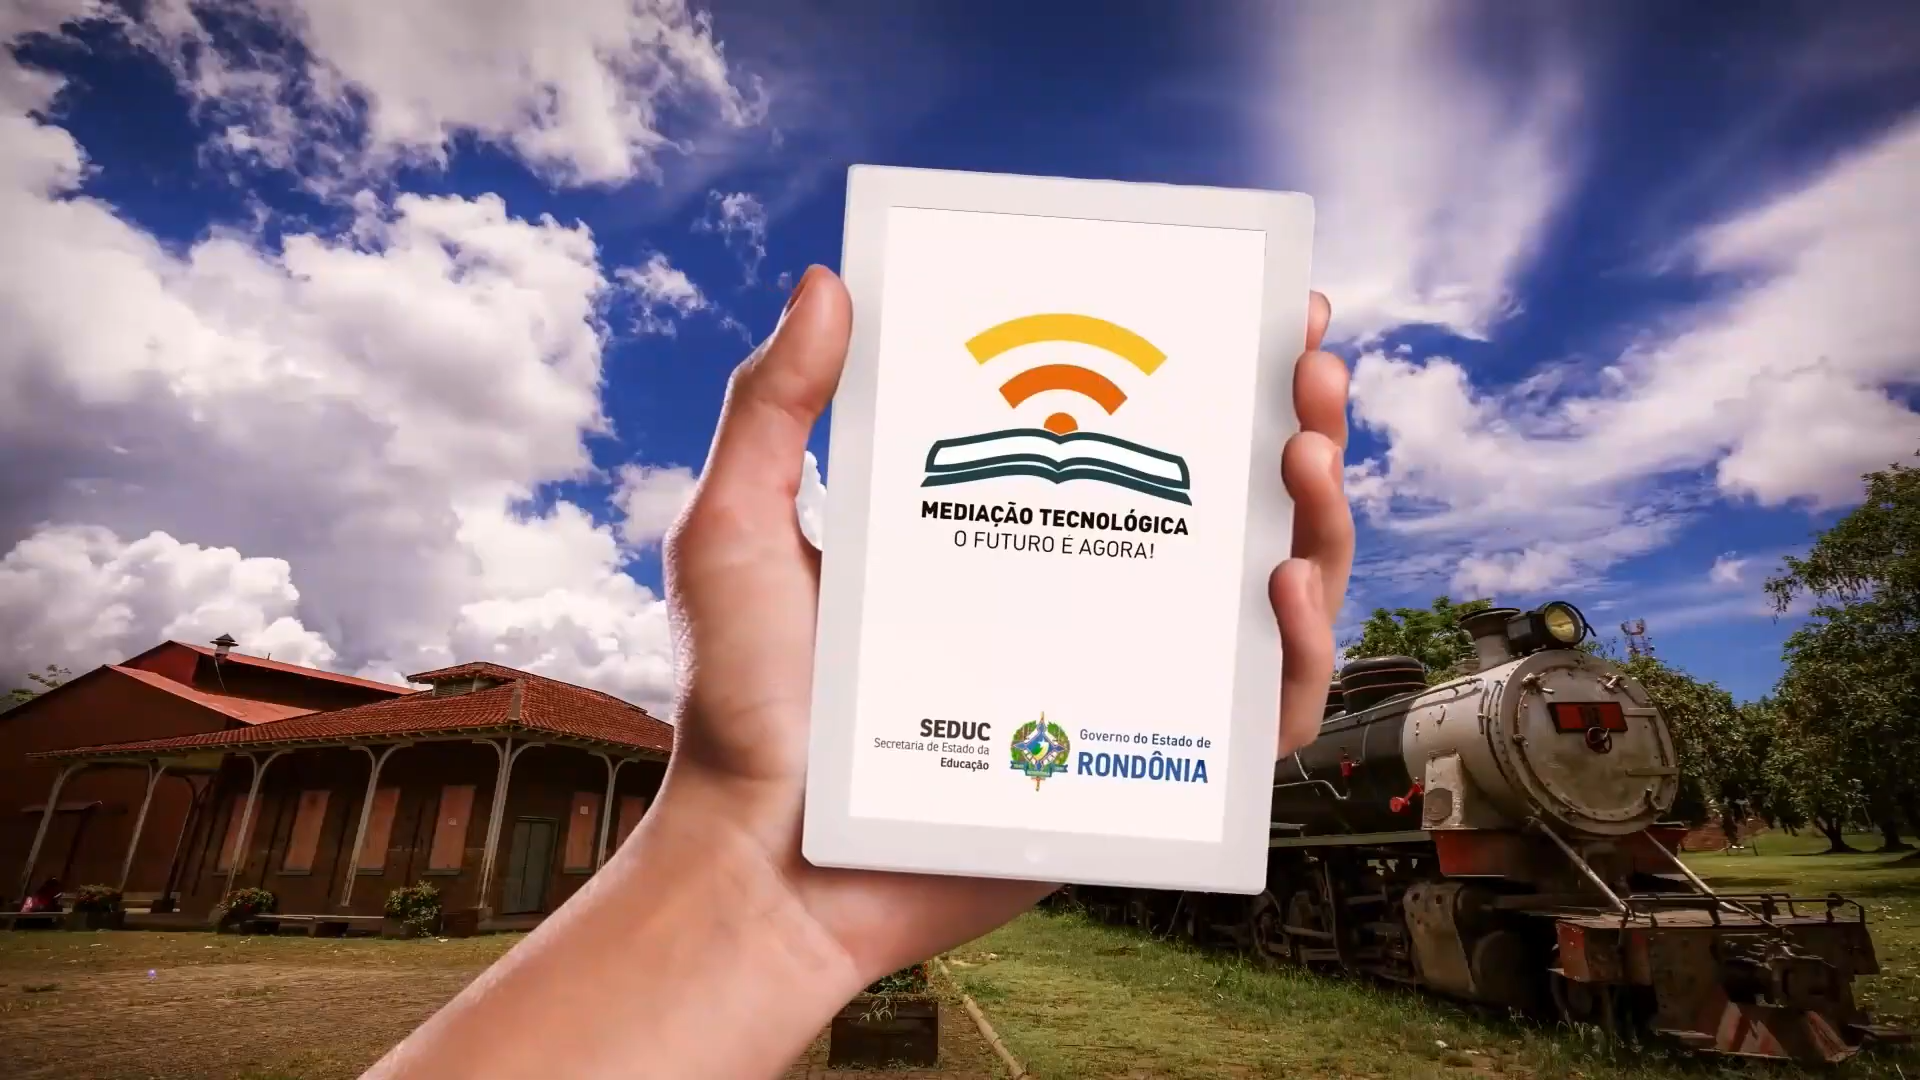 MEDIAÇÃO TECNOLÓGICA
O FUTURO É AGORA!
SEDUC
Secretaria de Estado da
Educação
Governo do Estado de
RONDÔNIA